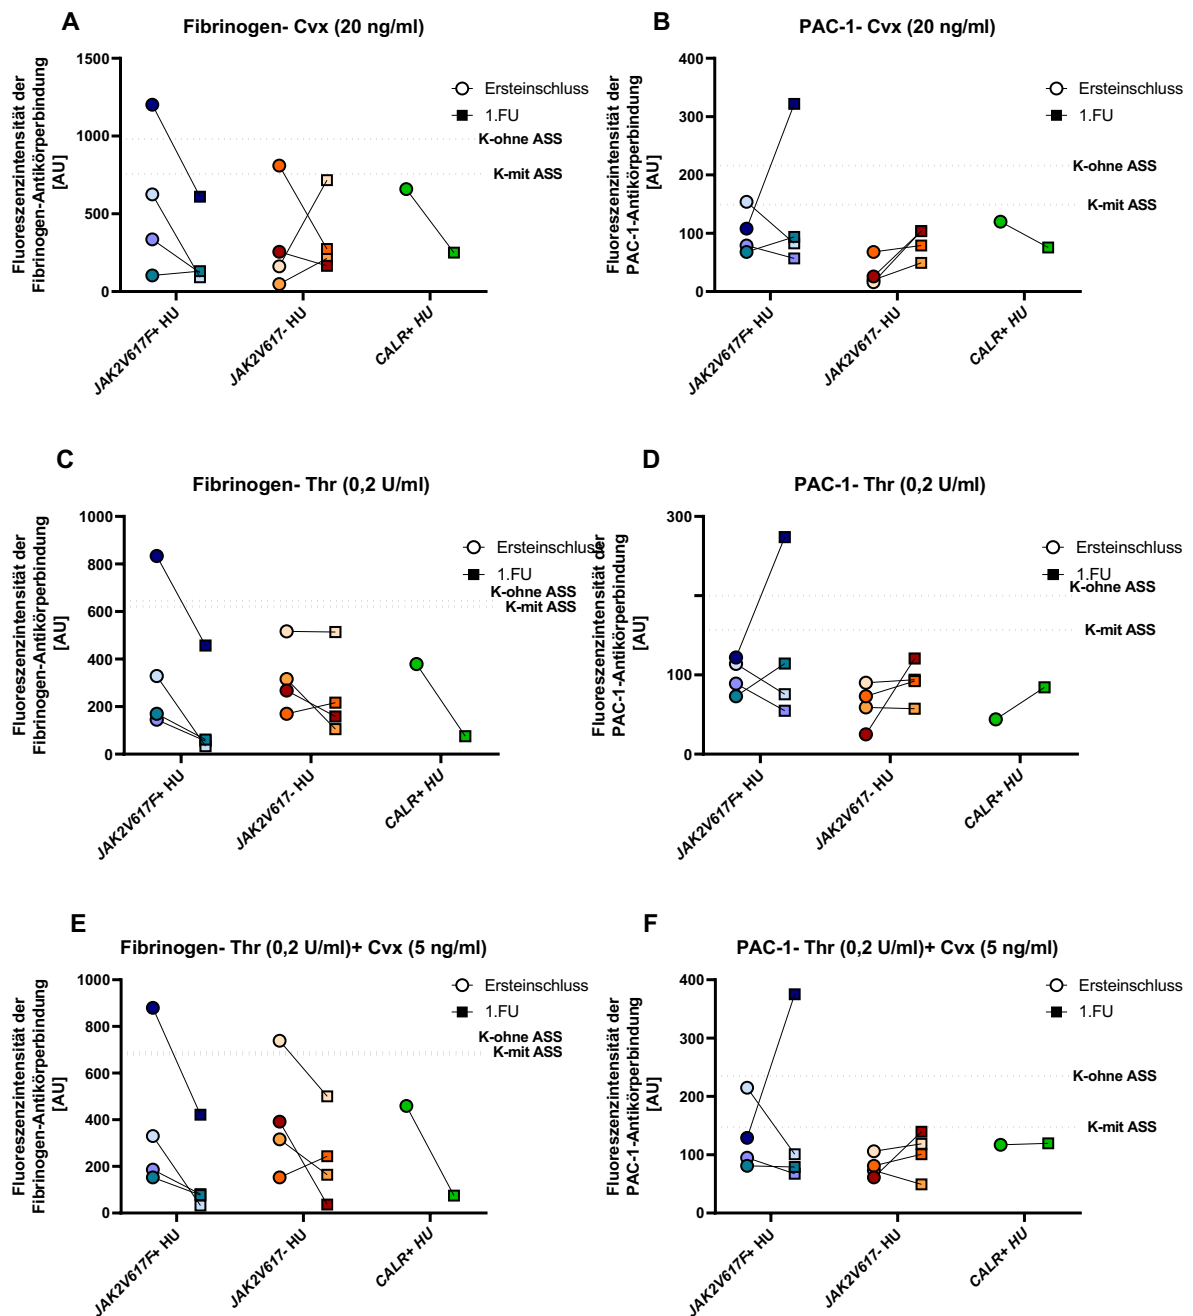 A
Fibrinogen- Cvx (20 ng/ml)
Fluoreszenzintensität der
Fibrinogen-Antikörperbindung
[AU]
1500
1000
500
0
Ersteinschluss
1.FU
K-ohne ASS
K-mit ASS
JAK2V617F+ HU
JAK2V617- HU
CALR+ HU
B
PAC-1- Cvx (20 ng/ml)
Fluoreszenzintensität der
PAC-1-Antikörperbindung
[AU]
400
300
200
100
0
Ersteinschluss
1.FU
K-ohne ASS
K-mit ASS
JAK2V617F+ HU
JAK2V617- HU
CALR+ HU
C
Fibrinogen- Thr (0,2 U/ml)
Fluoreszenzintensität der
Fibrinogen-Antikörperbindung
[AU]
1000
800
600
400
200
0
Ersteinschluss
1.FU
K-ohne ASS
K-mit ASS
JAK2V617F+ HU
JAK2V617- HU
CALR+ HU
D
PAC-1- Thr (0,2 U/ml)
Fluoreszenzintensität der
PAC-1-Antikörperbindung
[AU]
300
200
100
0
Ersteinschluss
1.FU
K-ohne ASS
K-mit ASS
JAK2V617F+ HU
JAK2V617- HU
CALR+ HU
E
Fibrinogen- Thr (0,2 U/ml)+ Cvx (5 ng/ml)
Fluoreszenzintensität der
Fibrinogen-Antikörperbindung
[AU]
1000
800
600
400
200
0
Ersteinschluss
1.FU
K-ohne ASS
K-mit ASS
JAK2V617F+ HU
JAK2V617- HU
CALR+ HU
F
PAC-1- Thr (0,2 U/ml)+ Cvx (5 ng/ml)
Fluoreszenzintensität der
PAC-1-Antikörperbindung
[AU]
400
300
200
100
0
Ersteinschluss
1.FU
K-ohne ASS
K-mit ASS
JAK2V617F+ HU
JAK2V617- HU
CALR+ HU